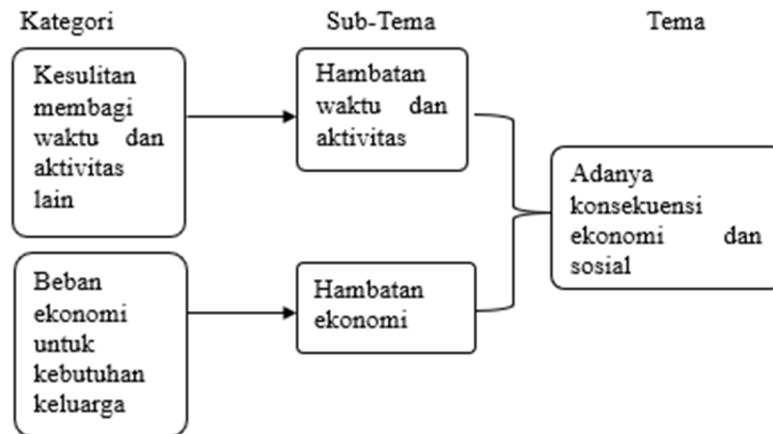 Kategori
Sub-Tema
Tema
Kesulitan
membagi
waktu dan
aktivitas
lain
Hambatan
waktu dan
aktivitas
Adanya
konsekuensi
ekonomi dan
sosial
Beban
ekonomi
untuk
kebutuhan
keluarga
Hambatan
ekonomi